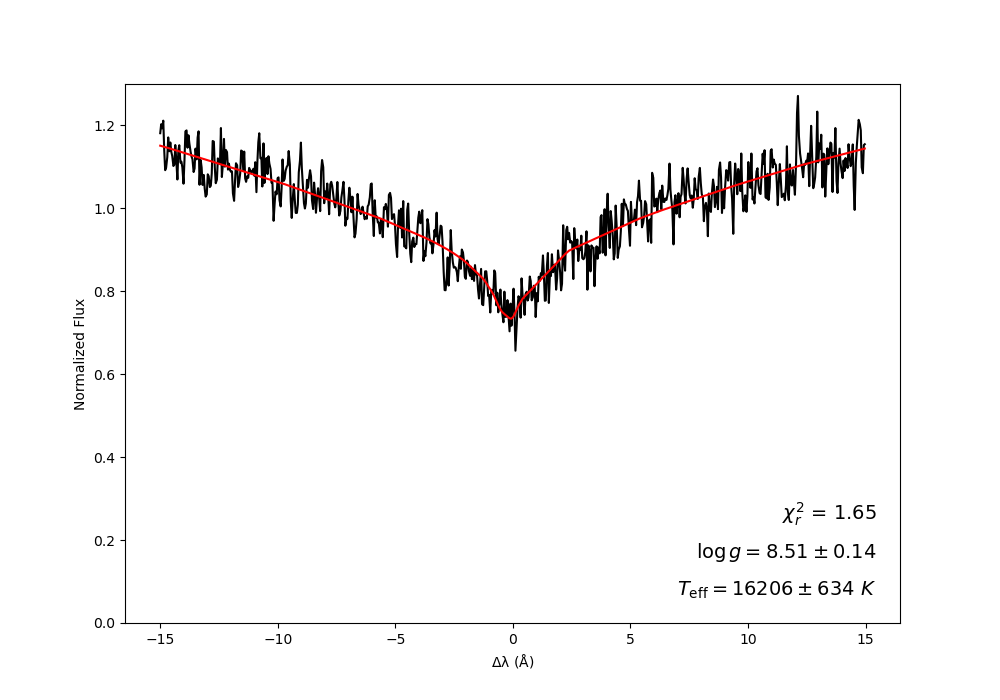 1.2
1.0
0.8
0.6
0.4
0.2
0.0
Normalized Flux
χ²ᵣ = 1.65
log g = 8.51 ± 0.14
T_eff = 16206 ± 634 K
−15 −10 −5 0 5 10 15
Δλ (Å)